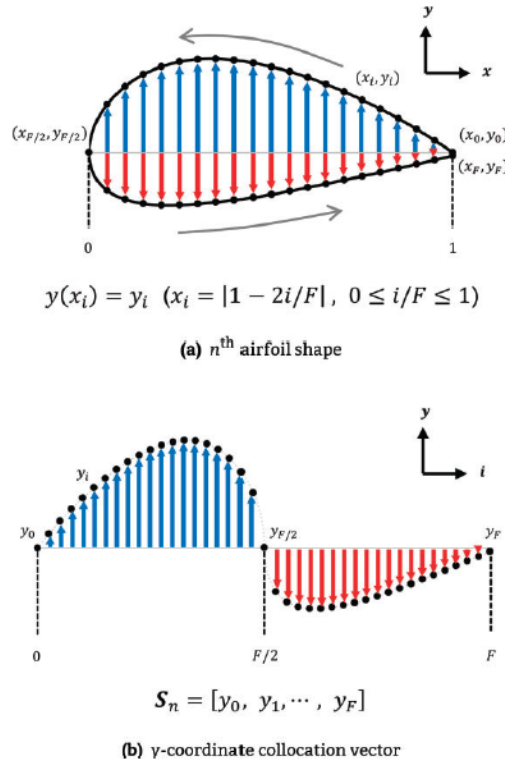 y
x
(x_i, y_i)
(x_{F/2}, y_{F/2})
(x_0, y_0)
(x_F, y_F)
0
1
y(x_i) = y_i (x_i = |1 − 2i/F| , 0 ≤ i/F ≤ 1)
(a) n^th airfoil shape
y
i
y_i
y_0
y_{F/2}
y_F
0
F/2
F
S_n = [y_0, y_1, ⋯ , y_F]
(b) y-coordinate collocation vector